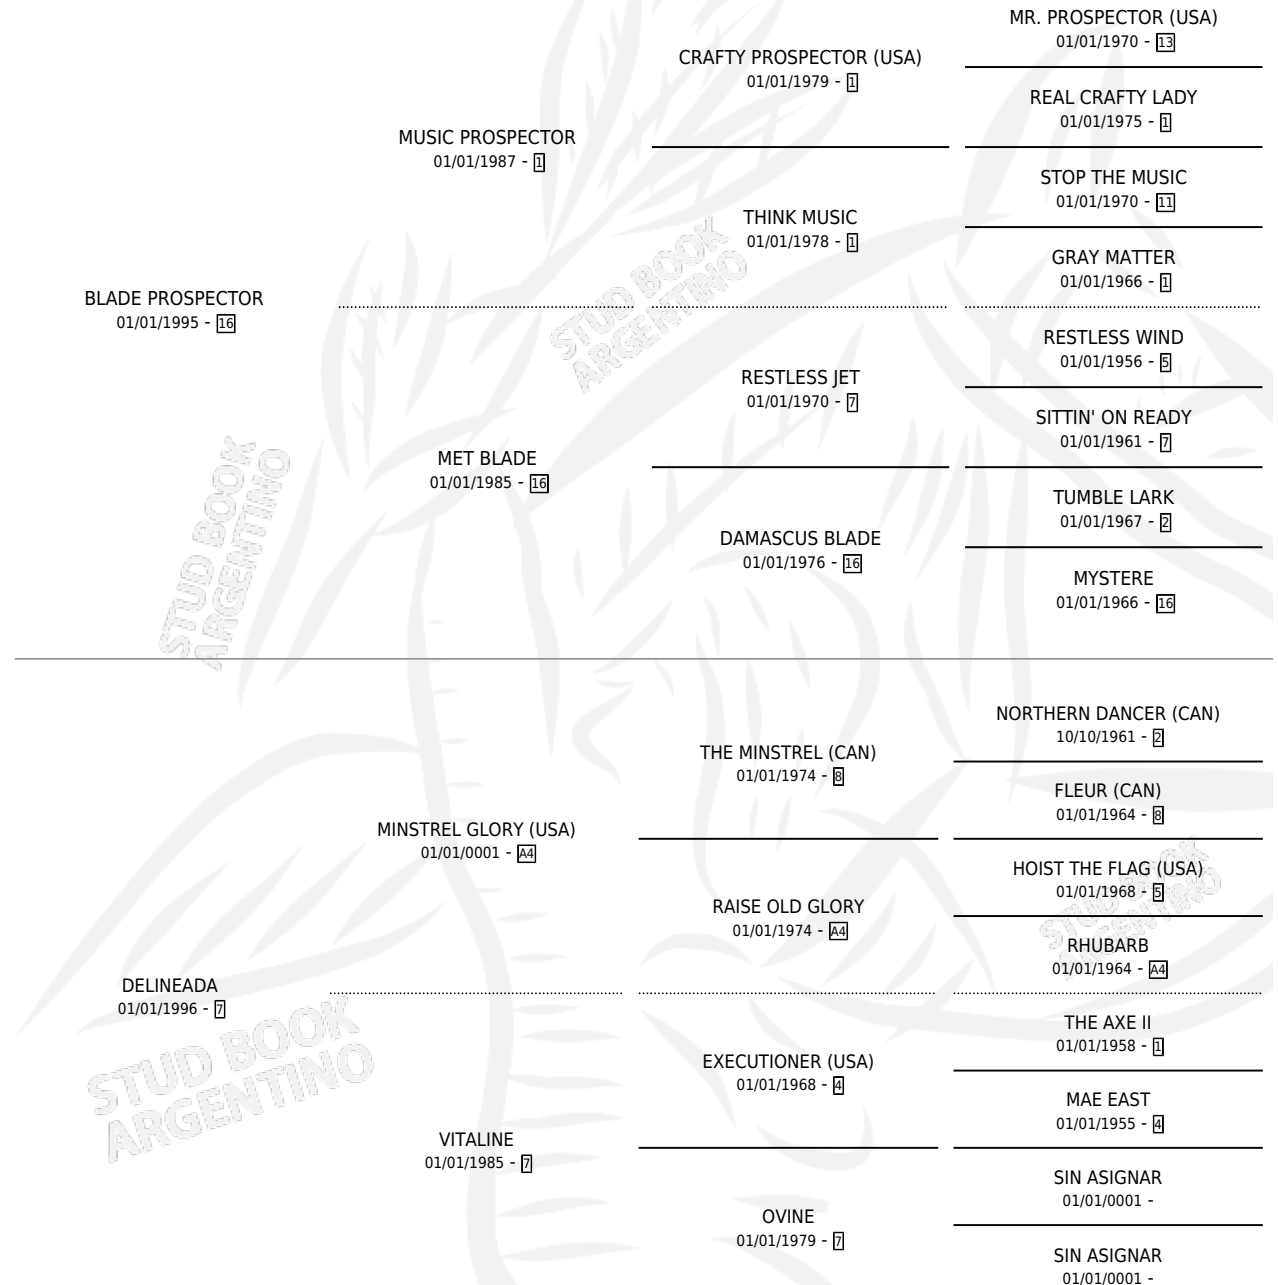 MR. PROSPECTOR (USA)
01/01/1970 - 13
CRAFTY PROSPECTOR (USA)
01/01/1979 - 1
REAL CRAFTY LADY
01/01/1975 - 1
MUSIC PROSPECTOR
01/01/1987 - 1
STOP THE MUSIC
01/01/1970 - 11
THINK MUSIC
01/01/1978 - 1
GRAY MATTER
01/01/1966 - 1
BLADE PROSPECTOR
01/01/1995 - 16
RESTLESS WIND
01/01/1956 - 5
RESTLESS JET
01/01/1970 - 7
SITTIN' ON READY
01/01/1961 - 7
MET BLADE
01/01/1985 - 16
TUMBLE LARK
01/01/1967 - 2
DAMASCUS BLADE
01/01/1976 - 16
MYSTERE
01/01/1966 - 16
STUD BOOK
ARGENTINO
STUD BOOK
ARGENTINO
NORTHERN DANCER (CAN)
10/10/1961 - 2
THE MINSTREL (CAN)
01/01/1974 - 8
FLEUR (CAN)
01/01/1964 - 8
MINSTREL GLORY (USA)
01/01/0001 - A4
HOIST THE FLAG (USA)
01/01/1968 - 5
RAISE OLD GLORY
01/01/1974 - A4
RHUBARB
01/01/1964 - A4
STUD BOOK
ARGENTINO
DELINEADA
01/01/1996 - 7
THE AXE II
01/01/1958 - 1
EXECUTIONER (USA)
01/01/1968 - 4
MAE EAST
01/01/1955 - 4
STUD BOOK
ARGENTINO
VITALINE
01/01/1985 - 7
SIN ASIGNAR
01/01/0001 -
OVINE
01/01/1979 - 7
SIN ASIGNAR
01/01/0001 -